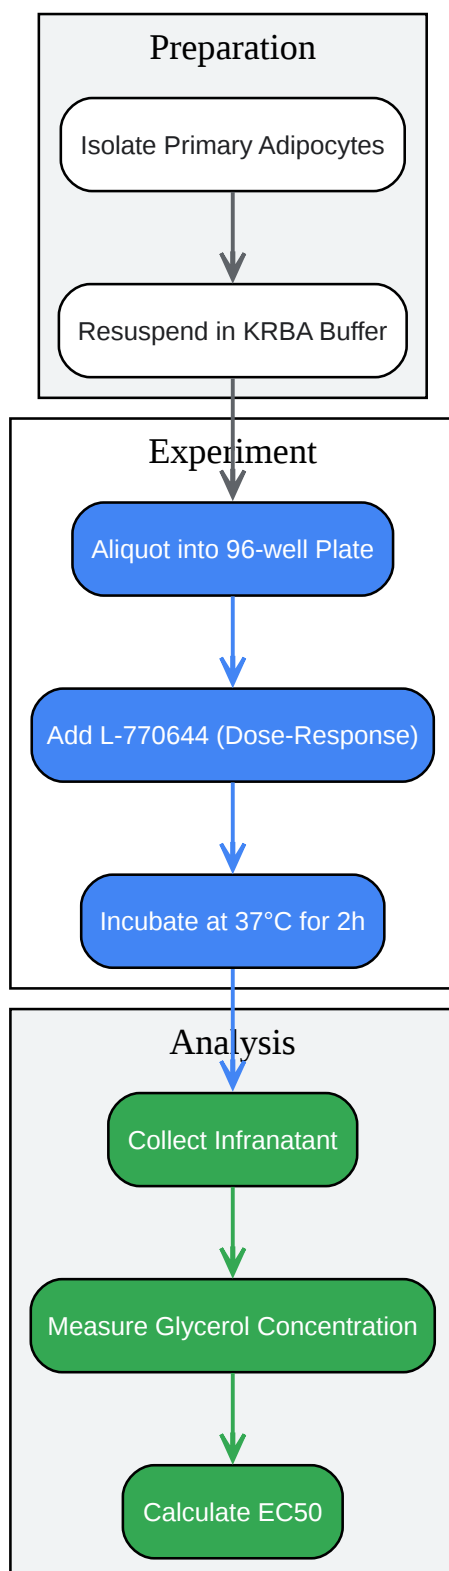 Preparation
Isolate Primary Adipocytes
Resuspend in KRBA Buffer
Experiment
Aliquot into 96-well Plate
Add L-770644 (Dose-Response)
Incubate at 37°C for 2h
Analysis
Collect Infranatant
Measure Glycerol Concentration
Calculate EC50